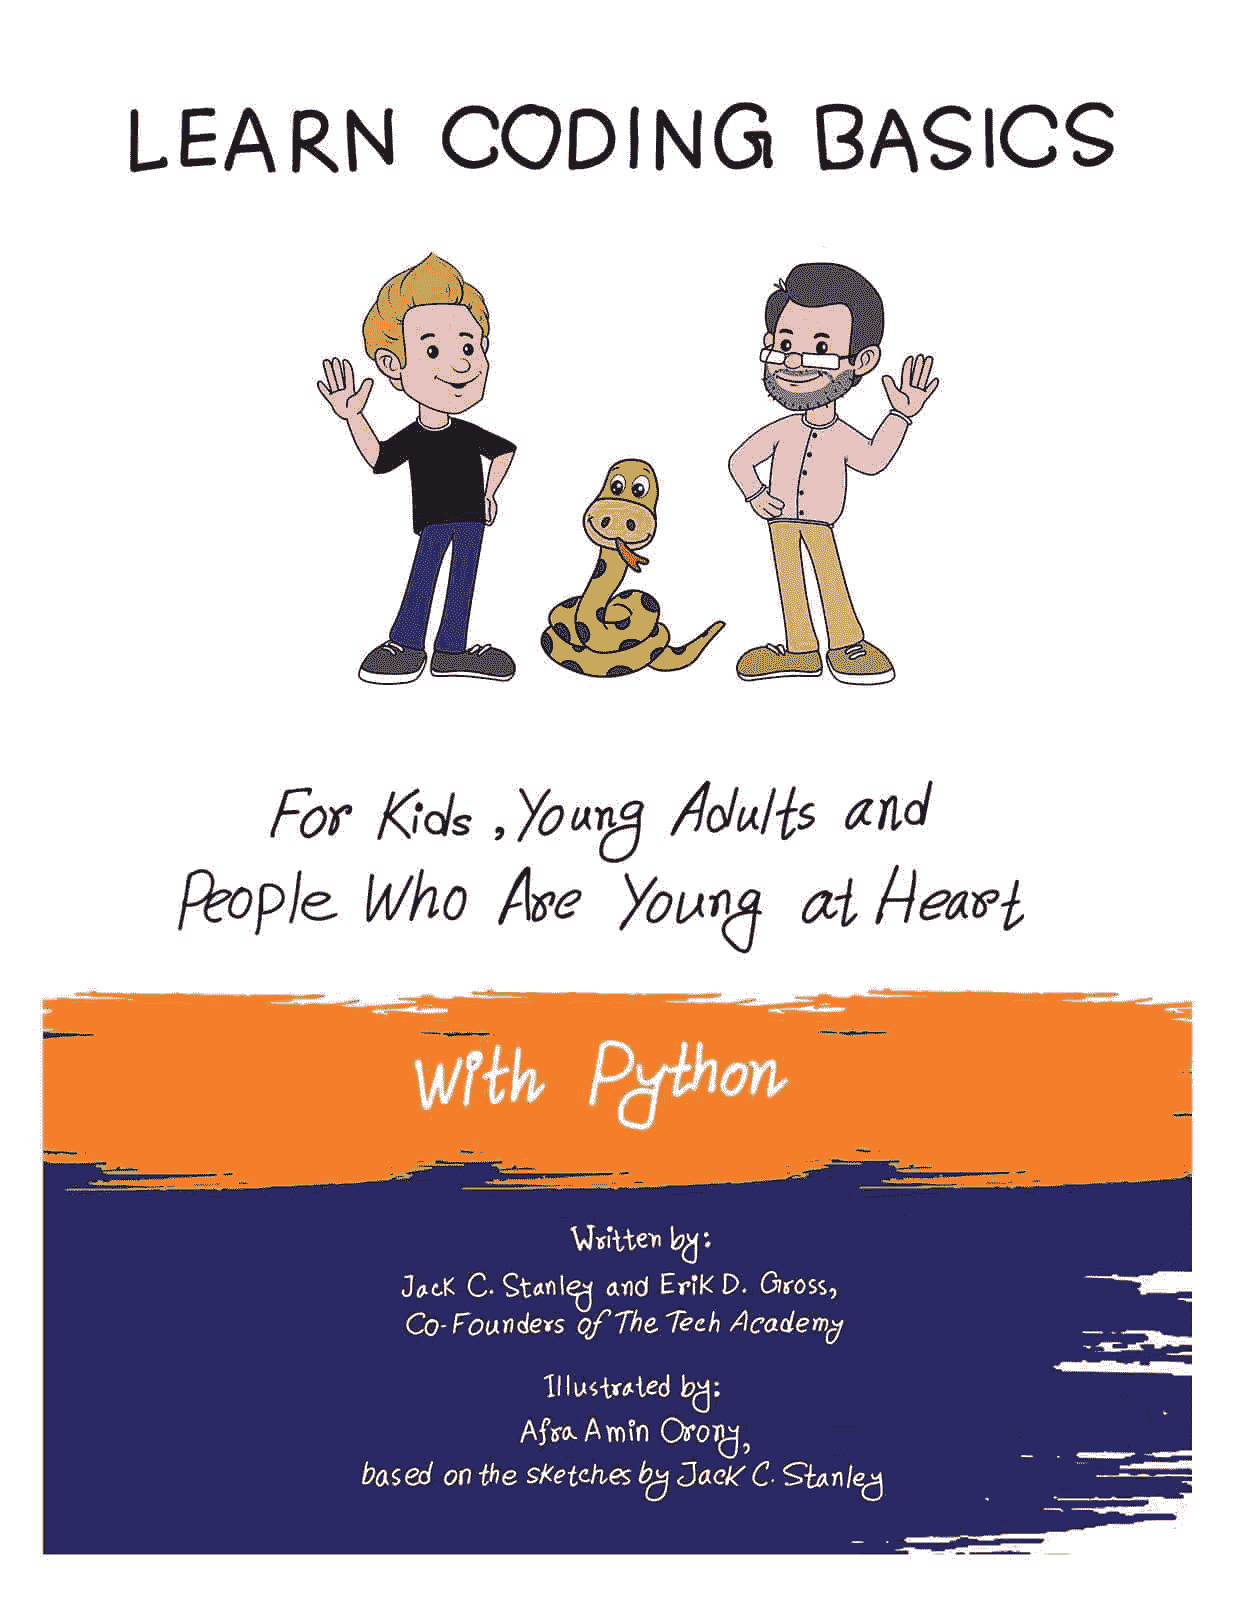 LEARN CODING BASICS
For Kids, Young Adults and
People Who Are Young at Heart
With Python
Written by:
Jack C. Stanley and Erik D. Gross,
Co-Founders of The Tech Academy
Illustrated by:
Afra Amin Orony,
based on the sketches by Jack C. Stanley